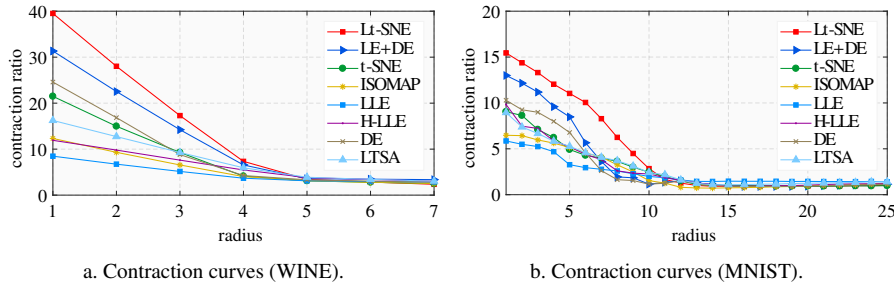 contraction ratio
40
30
20
10
0
1 2 3 4 5 6 7
radius
Lt-SNE
LE+DE
t-SNE
ISOMAP
LLE
H-LLE
DE
LTSA
a. Contraction curves (WINE).
contraction ratio
20
15
10
5
0
5 10 15 20 25
radius
Lt-SNE
LE+DE
t-SNE
ISOMAP
LLE
H-LLE
DE
LTSA
b. Contraction curves (MNIST).